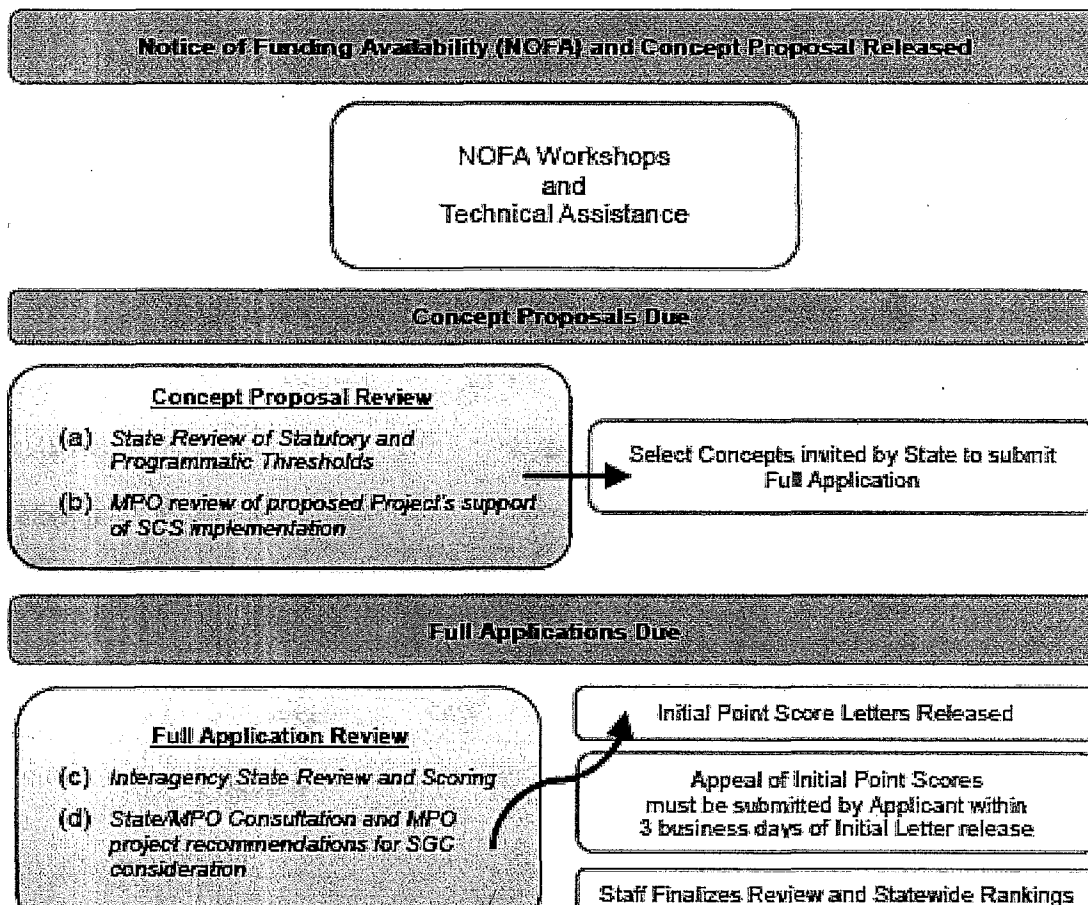 Notice of Funding Availability (NOFA) and Concept Proposal Released
NOFA Workshops
and
Technical Assistance
Concept Proposals Due
Concept Proposal Review
(a) State Review of Statutory and
Programmatic Thresholds
(b) MPO review of proposed Project's support
of SCS implementation
Select Concepts invited by State to submit
Full Application
Full Applications Due
Full Application Review
(c) Interagency State Review and Scoring
(d) State/MPO Consultation and MPO
project recommendations for SGC
consideration
Initial Point Score Letters Released
Appeal of Initial Point Scores
must be submitted by Applicant within
3 business days of Initial Letter release
Staff Finalizes Review and Statewide Rankings